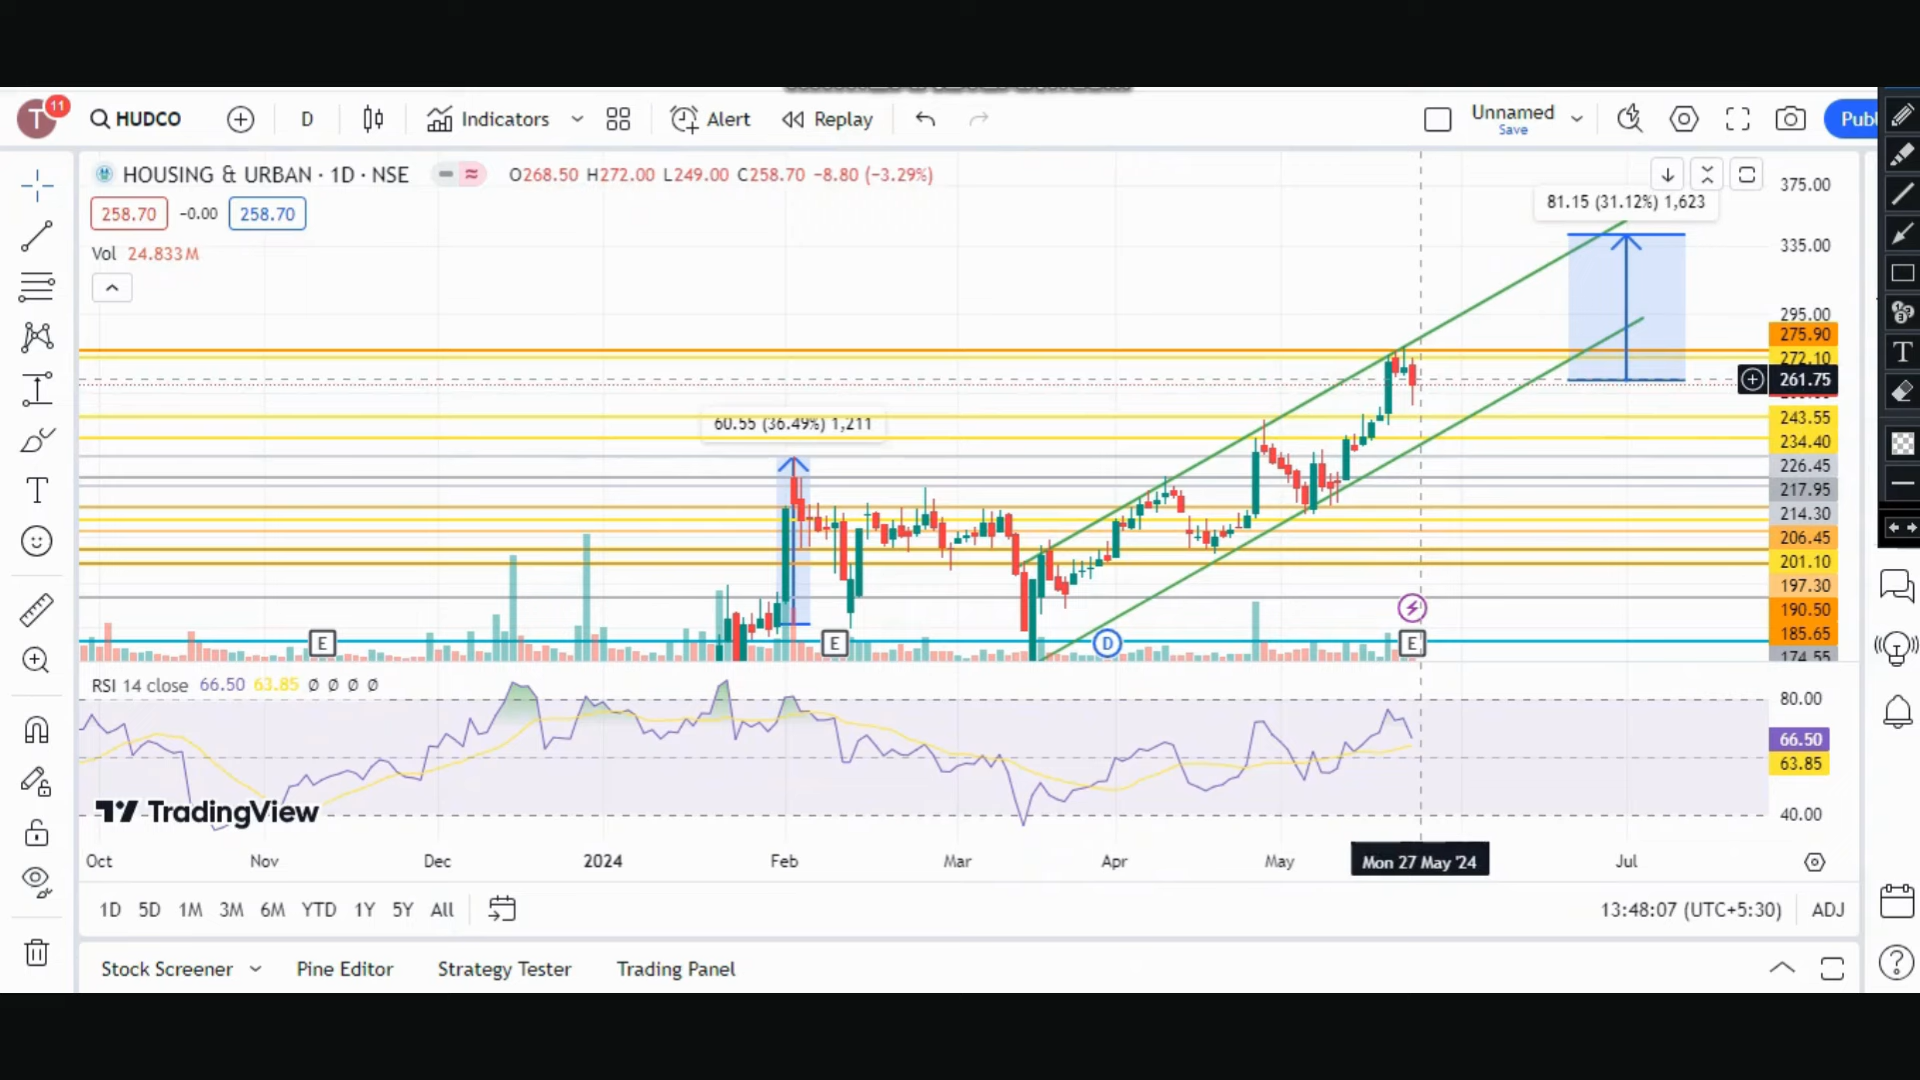 T 11 HUDCO D Indicators Alert Replay Unnamed Publ
Save
HOUSING & URBAN · 1D · NSE O268.50 H272.00 L249.00 C258.70 -8.80 (-3.29%)
258.70 -0.00 258.70
Vol 24.833M
81.15 (31.12%) 1,623
60.55 (36.49%) 1,211
375.00
335.00
295.00
275.90
272.10
261.75
243.55
234.40
226.45
217.95
214.30
206.45
201.10
197.30
190.50
185.65
174.55
E E D E
RSI 14 close 66.50 63.85 Ø Ø Ø Ø
80.00
66.50
63.85
40.00
TradingView
Oct Nov Dec 2024 Feb Mar Apr May Mon 27 May '24 Jul
1D 5D 1M 3M 6M YTD 1Y 5Y All 13:48:07 (UTC+5:30) ADJ
Stock Screener Pine Editor Strategy Tester Trading Panel